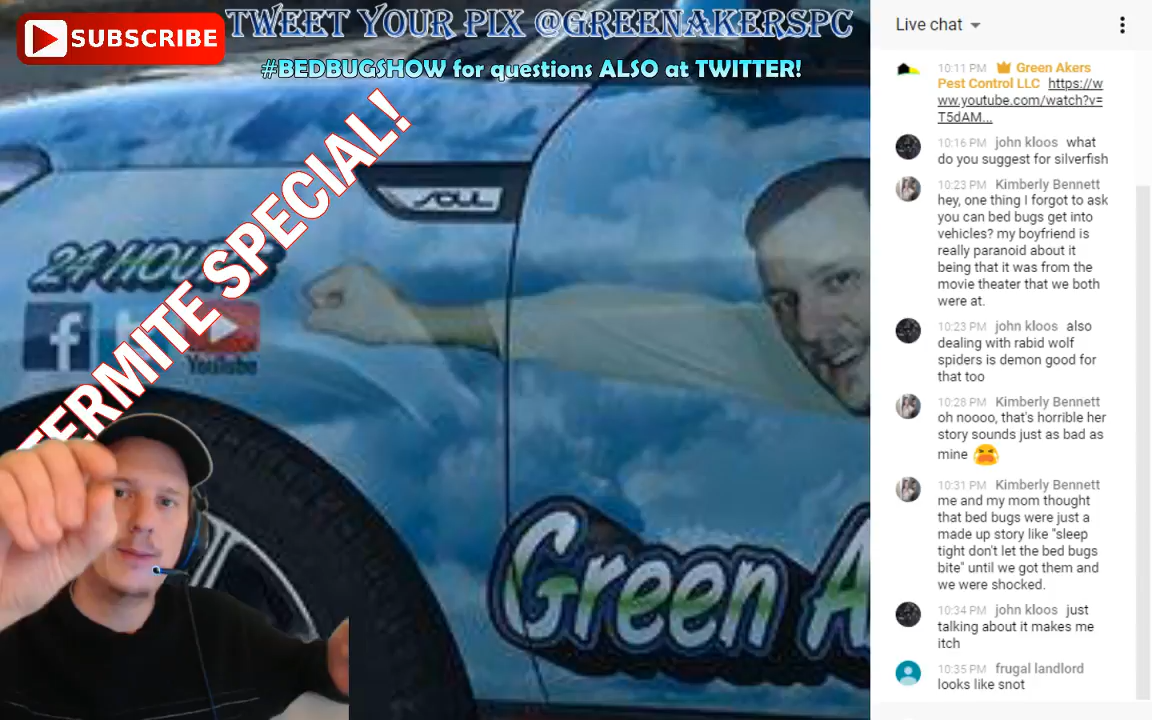 SUBSCRIBE
TWEET YOUR PIX @GREENAKERSPC
#BEDBUGSHOW for questions ALSO at TWITTER!
TERMITE SPECIAL!
SOUL
24 HOURS
f
Youtube
Green A
Live chat
10:11 PM Green Akers
Pest Control LLC https://w
ww.youtube.com/watch?v=
T5dAM...
10:16 PM john kloos what
do you suggest for silverfish
10:23 PM Kimberly Bennett
hey, one thing I forgot to ask
you can bed bugs get into
vehicles? my boyfriend is
really paranoid about it
being that it was from the
movie theater that we both
were at.
10:23 PM john kloos also
dealing with rabid wolf
spiders is demon good for
that too
10:28 PM Kimberly Bennett
oh noooo, that's horrible her
story sounds just as bad as
mine
10:31 PM Kimberly Bennett
me and my mom thought
that bed bugs were just a
made up story like "sleep
tight don't let the bed bugs
bite" until we got them and
we were shocked.
10:34 PM john kloos just
talking about it makes me
itch
10:35 PM frugal landlord
looks like snot